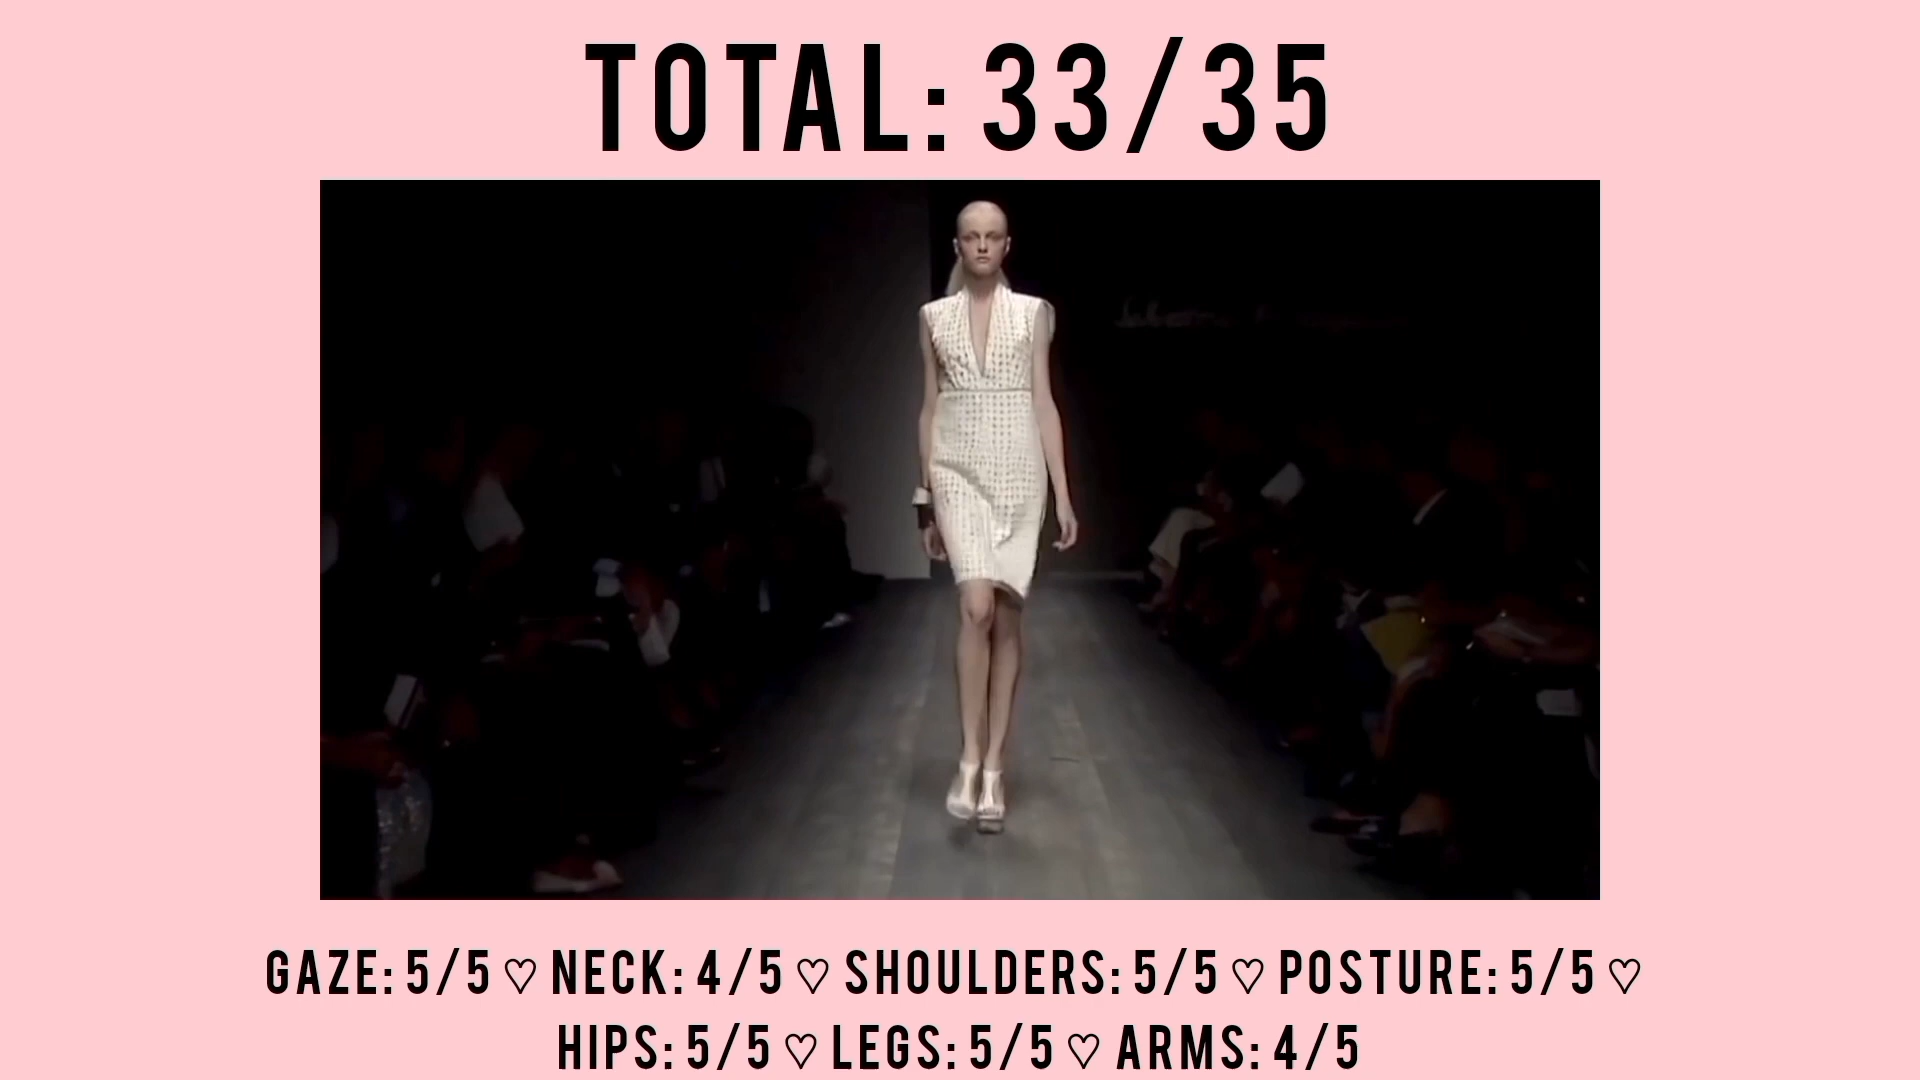 TOTAL: 33/35
GAZE: 5/5 ♡ NECK: 4/5 ♡ SHOULDERS: 5/5 ♡ POSTURE: 5/5 ♡
HIPS: 5/5 ♡ LEGS: 5/5 ♡ ARMS: 4/5